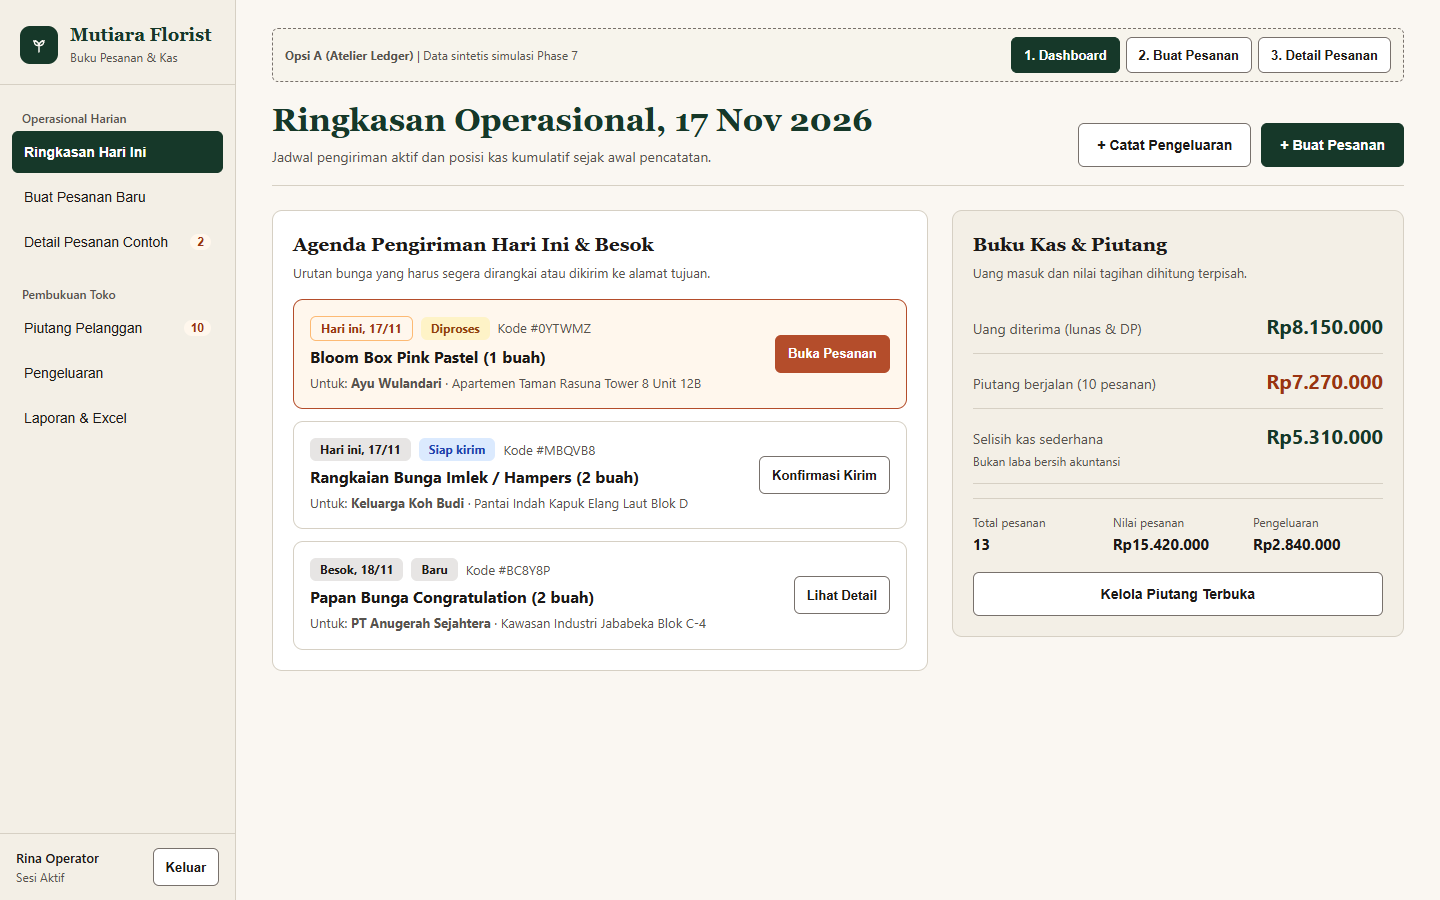 Mutiara Florist
Buku Pesanan & Kas
Operasional Harian
Ringkasan Hari Ini
Buat Pesanan Baru
Detail Pesanan Contoh 2
Pembukuan Toko
Piutang Pelanggan 10
Pengeluaran
Laporan & Excel
Rina Operator
Sesi Aktif
Keluar
Opsi A (Atelier Ledger) | Data sintetis simulasi Phase 7
1. Dashboard
2. Buat Pesanan
3. Detail Pesanan
Ringkasan Operasional, 17 Nov 2026
Jadwal pengiriman aktif dan posisi kas kumulatif sejak awal pencatatan.
+ Catat Pengeluaran
+ Buat Pesanan
Agenda Pengiriman Hari Ini & Besok
Urutan bunga yang harus segera dirangkai atau dikirim ke alamat tujuan.
Hari ini, 17/11 Diproses Kode #0YTWMZ
Bloom Box Pink Pastel (1 buah)
Untuk: Ayu Wulandari · Apartemen Taman Rasuna Tower 8 Unit 12B
Buka Pesanan
Hari ini, 17/11 Siap kirim Kode #MBQVB8
Rangkaian Bunga Imlek / Hampers (2 buah)
Untuk: Keluarga Koh Budi · Pantai Indah Kapuk Elang Laut Blok D
Konfirmasi Kirim
Besok, 18/11 Baru Kode #BC8Y8P
Papan Bunga Congratulation (2 buah)
Untuk: PT Anugerah Sejahtera · Kawasan Industri Jababeka Blok C-4
Lihat Detail
Buku Kas & Piutang
Uang masuk dan nilai tagihan dihitung terpisah.
Uang diterima (lunas & DP) Rp8.150.000
Piutang berjalan (10 pesanan) Rp7.270.000
Selisih kas sederhana Rp5.310.000
Bukan laba bersih akuntansi
Total pesanan Nilai pesanan Pengeluaran
13 Rp15.420.000 Rp2.840.000
Kelola Piutang Terbuka